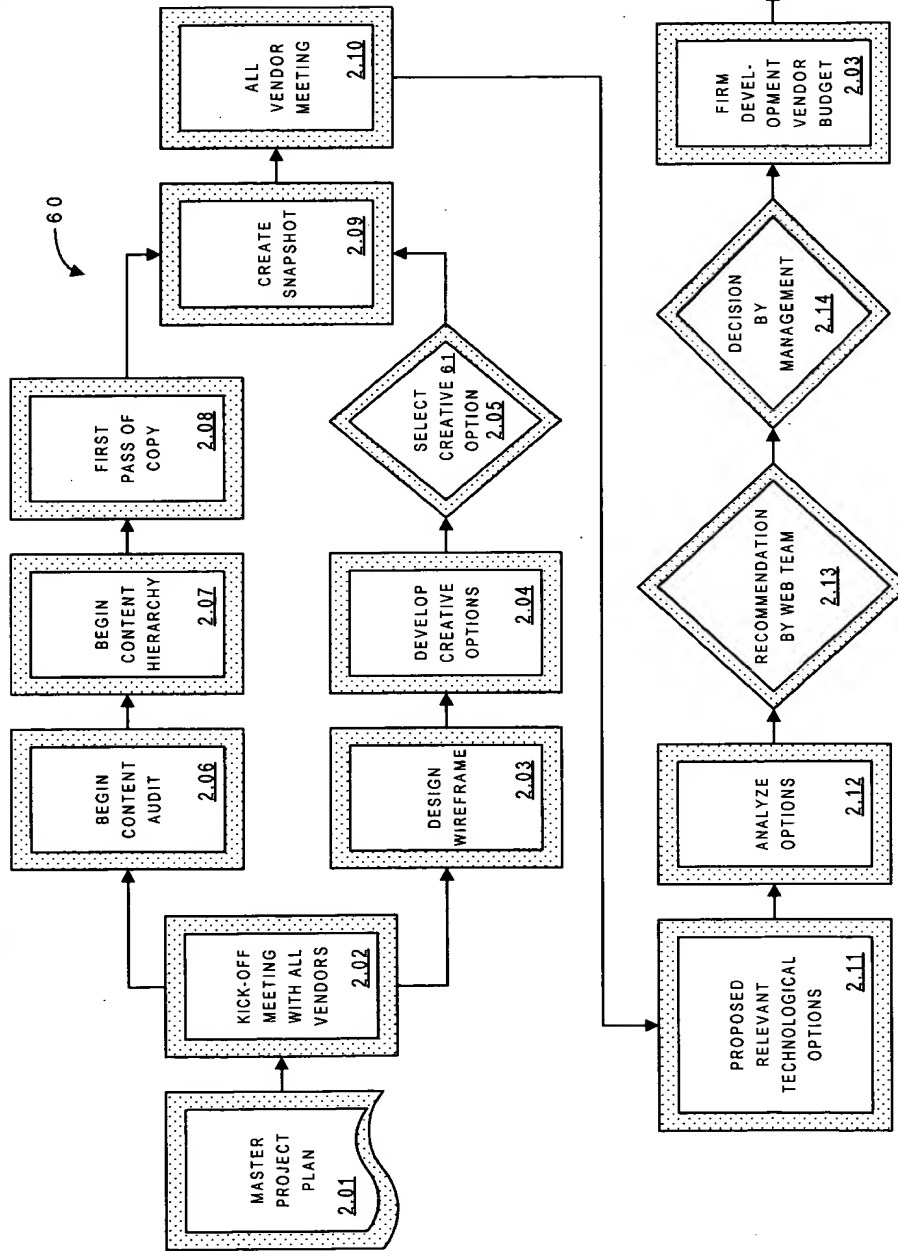 60
MASTER
PROJECT
PLAN
2.01
KICK-OFF
MEETING
WITH ALL
VENDORS
2.02
BEGIN
CONTENT
AUDIT
2.06
BEGIN
CONTENT
HIERARCHY
2.07
FIRST
PASS OF
COPY
2.08
DESIGN
WIREFRAME
2.03
DEVELOP
CREATIVE
OPTIONS
2.04
SELECT
CREATIVE 61
OPTION
2.05
CREATE
SNAPSHOT
2.09
ALL
VENDOR
MEETING
2.10
PROPOSED
RELEVANT
TECHNOLOGICAL
OPTIONS
2.11
ANALYZE
OPTIONS
2.12
RECOMMENDATION
BY WEB TEAM
2.13
DECISION
BY
MANAGEMENT
2.14
FIRM
DEVEL-
OPMENT
VENDOR
BUDGET
2.03